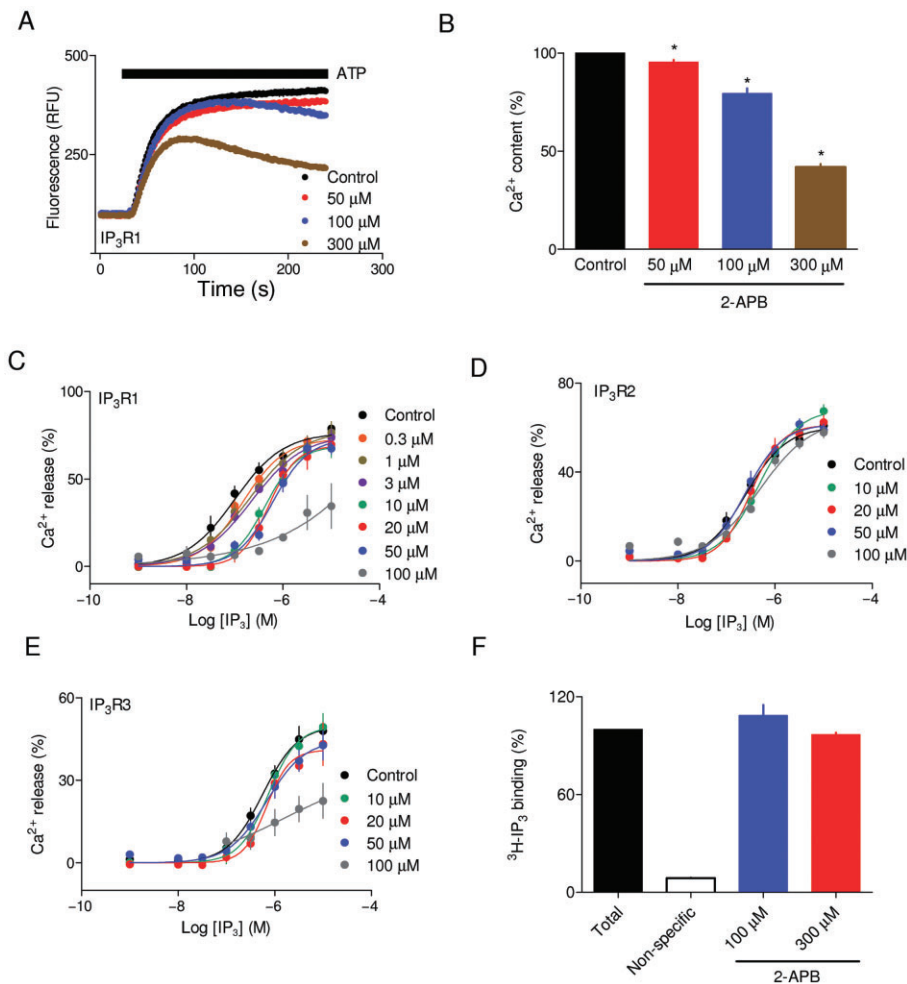 A
500
250
Fluorescence (RFU)
ATP
Control
50 μM
100 μM
300 μM
IP₃R1
0 100 200 300
Time (s)
B
100
50
0
Ca²⁺ content (%)
* * *
Control 50 μM 100 μM 300 μM
2-APB
C
IP₃R1
100
50
0
Ca²⁺ release (%)
Control
0.3 μM
1 μM
3 μM
10 μM
20 μM
50 μM
100 μM
−10 −8 −6 −4
Log [IP₃] (M)
D
IP₃R2
80
40
0
Ca²⁺ release (%)
Control
10 μM
20 μM
50 μM
100 μM
−10 −8 −6 −4
Log [IP₃] (M)
E
IP₃R3
60
30
0
Ca²⁺ release (%)
Control
10 μM
20 μM
50 μM
100 μM
−10 −8 −6 −4
Log [IP₃] (M)
F
120
80
40
0
³H-IP₃ binding (%)
Total Non-specific 100 μM 300 μM
2-APB